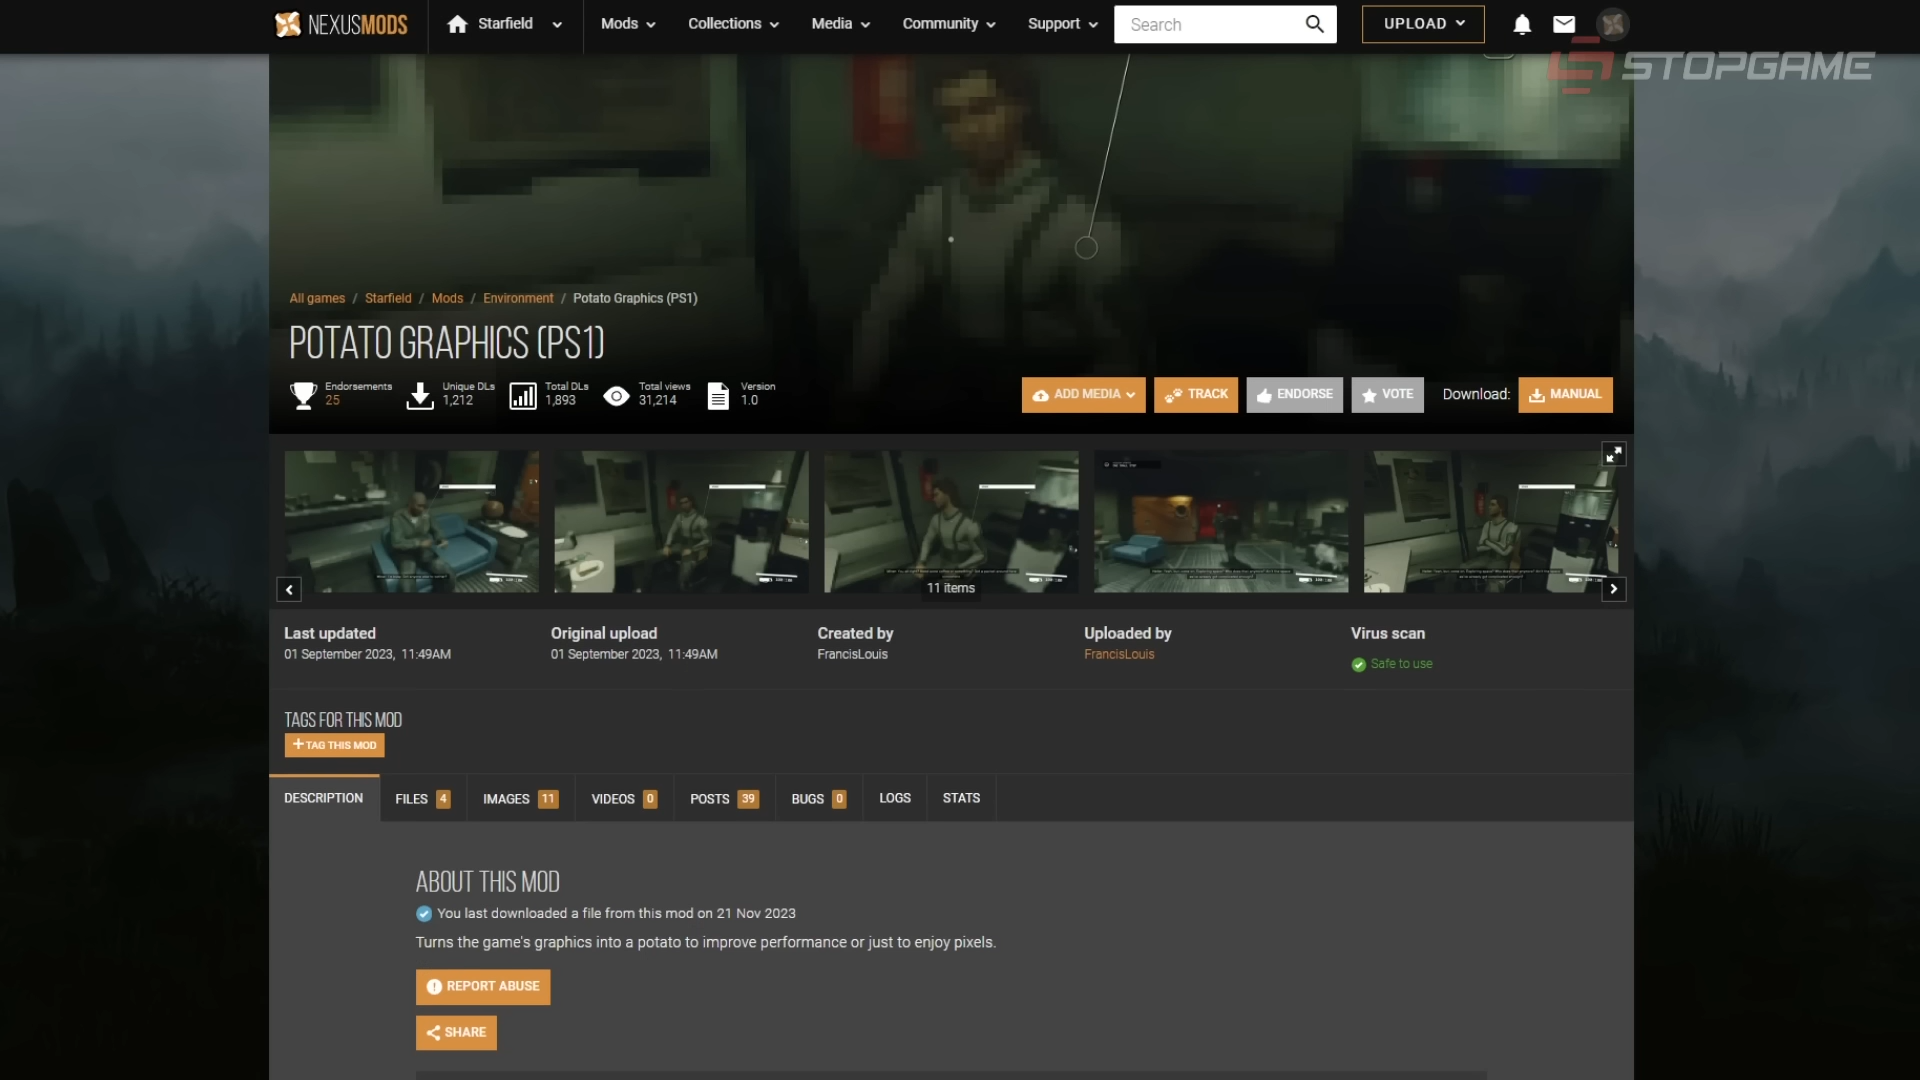 NEXUSMODS Starfield Mods Collections Media Community Support Search UPLOAD
STOPGAME
All games / Starfield / Mods / Environment / Potato Graphics (PS1)
POTATO GRAPHICS (PS1)
Endorsements Unique DLs Total DLs Total views Version
25 1,212 1,893 31,214 1.0
ADD MEDIA TRACK ENDORSE VOTE Download: MANUAL
11 items
Last updated Original upload Created by Uploaded by Virus scan
01 September 2023, 11:49AM 01 September 2023, 11:49AM FrancisLouis FrancisLouis Safe to use
TAGS FOR THIS MOD
+TAG THIS MOD
DESCRIPTION FILES 4 IMAGES 11 VIDEOS 0 POSTS 39 BUGS 0 LOGS STATS
ABOUT THIS MOD
You last downloaded a file from this mod on 21 Nov 2023
Turns the game's graphics into a potato to improve performance or just to enjoy pixels.
REPORT ABUSE
SHARE